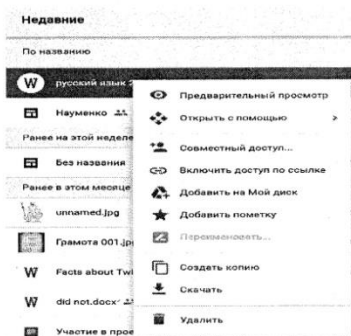 Недавние
По названию
W русский язык 2
Предварительный просмотр
Науменко
Открыть с помощью >
Ранее на этой неделе
Совместный доступ...
Без названия
Включить доступ по ссылке
Ранее в этом месяце
Добавить на Мой диск
unnamed.jpg
Добавить пометку
Переименовать...
Грамота 001.jp
Создать копию
W Facts about Twi
Скачать
W did not.docx
Удалить
Участие в прое